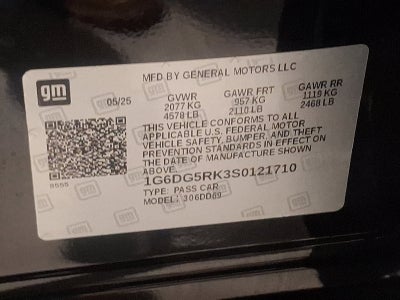 gm
MFD BY GENERAL MOTORS LLC
05/25 GVWR GAWR FRT GAWR RR
2077 KG 957 KG 1119 KG
4578 LB 2110 LB 2468 LB
THIS VEHICLE CONFORMS TO ALL
APPLICABLE U.S. FEDERAL MOTOR
VEHICLE SAFETY, BUMPER, AND THEFT
PREVENTION STANDARDS IN EFFECT ON
THE DATE OF MANUFACTURE SHOWN
ABOVE.
1G6DG5RK3S0121710
TYPE: PASS CAR
MODEL: 306DD69